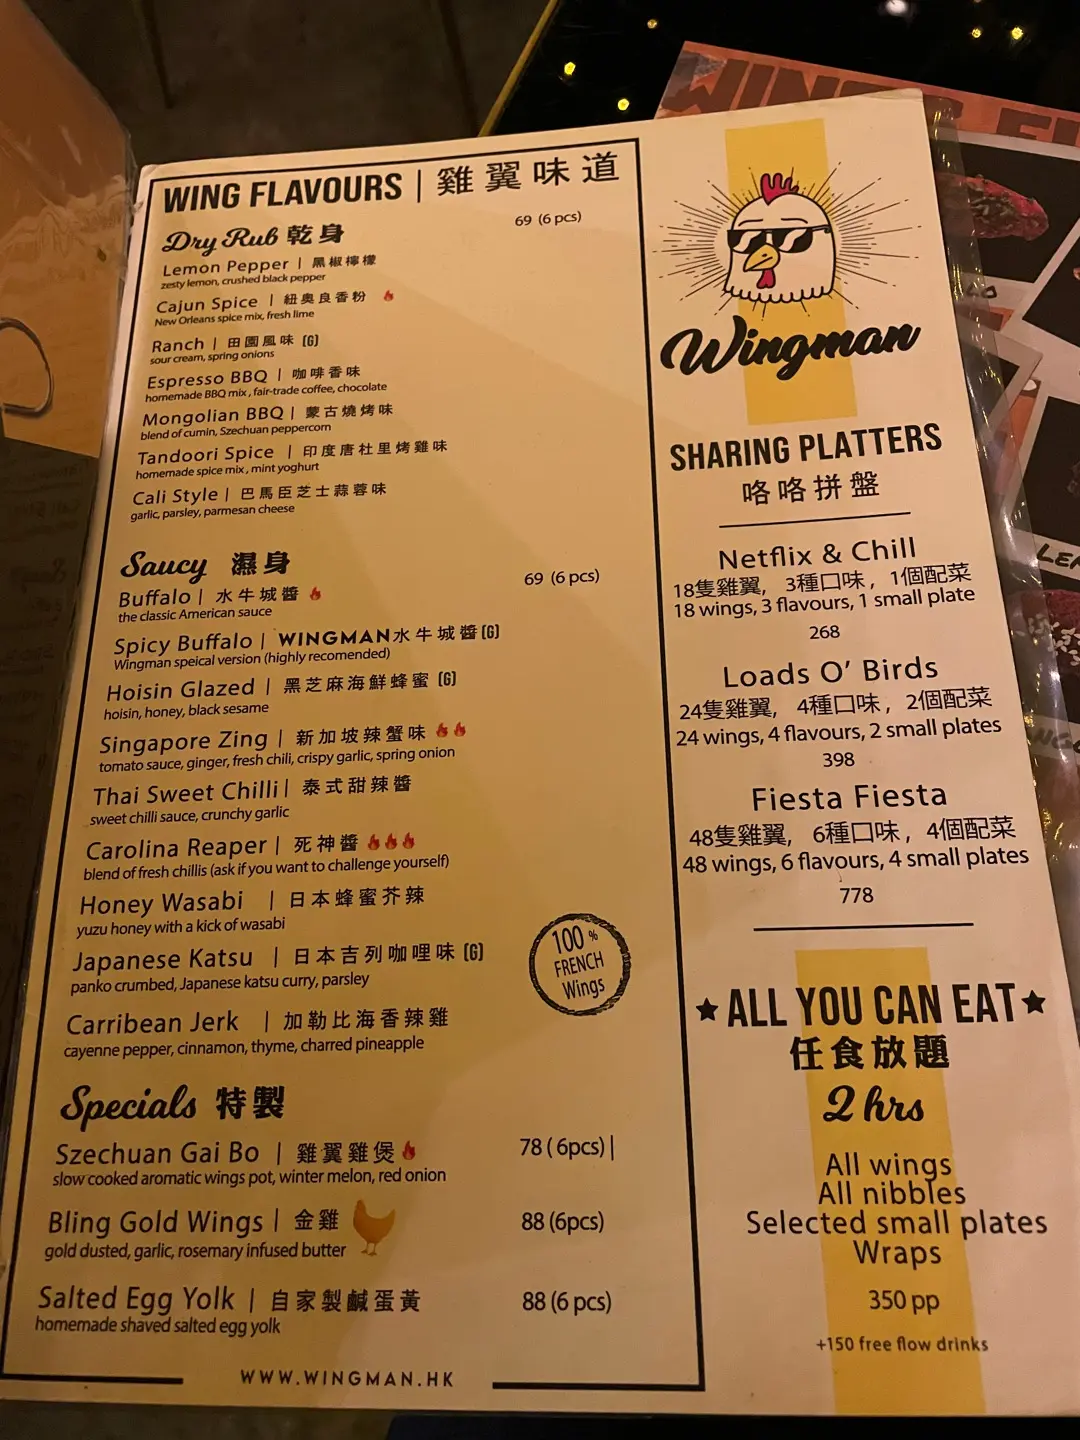 WING FLAVOURS | 雞翼味道
Dry Rub 乾身
69 (6 pcs)
Lemon Pepper | 黑椒檸檬
zesty lemon, crushed black pepper
Cajun Spice | 紐奧良香粉
New Orleans spice mix, fresh lime
Ranch | 田園風味 (G)
sour cream, spring onions
Espresso BBQ | 咖啡香味
homemade BBQ mix, fair-trade coffee, chocolate
Mongolian BBQ | 蒙古燒烤味
blend of cumin, Szechuan peppercorn
Tandoori Spice | 印度唐杜里烤雞味
homemade spice mix, mint yoghurt
Cali Style | 巴馬臣芝士蒜蓉味
garlic, parsley, parmesan cheese
Saucy 濕身
69 (6 pcs)
Buffalo | 水牛城醬
the classic American sauce
Spicy Buffalo | WINGMAN水牛城醬(G)
Wingman speical version (highly recomended)
Hoisin Glazed | 黑芝麻海鮮蜂蜜 (G)
hoisin, honey, black sesame
Singapore Zing | 新加坡辣蟹味
tomato sauce, ginger, fresh chili, crispy garlic, spring onion
Thai Sweet Chilli | 泰式甜辣醬
sweet chilli sauce, crunchy garlic
Carolina Reaper | 死神醬
blend of fresh chillis (ask if you want to challenge yourself)
Honey Wasabi | 日本蜂蜜芥辣
yuzu honey with a kick of wasabi
Japanese Katsu | 日本吉列咖哩味 (G)
panko crumbed, Japanese katsu curry, parsley
Carribean Jerk | 加勒比海香辣雞
cayenne pepper, cinnamon, thyme, charred pineapple
100 %
FRENCH
Wings
Specials 特製
Szechuan Gai Bo | 雞翼雞煲
78 ( 6pcs) |
slow cooked aromatic wings pot, winter melon, red onion
Bling Gold Wings | 金雞
88 (6pcs)
gold dusted, garlic, rosemary infused butter
Salted Egg Yolk | 自家製鹹蛋黃
88 (6 pcs)
homemade shaved salted egg yolk
WWW.WINGMAN.HK
Wingman
SHARING PLATTERS
咯咯拼盤
Netflix & Chill
18隻雞翼, 3種口味, 1個配菜
18 wings, 3 flavours, 1 small plate
268
Loads O' Birds
24隻雞翼, 4種口味, 2個配菜
24 wings, 4 flavours, 2 small plates
398
Fiesta Fiesta
48隻雞翼, 6種口味, 4個配菜
48 wings, 6 flavours, 4 small plates
778
★ALL YOU CAN EAT★
任食放題
2 hrs
All wings
All nibbles
Selected small plates
Wraps
350 pp
+150 free flow drinks